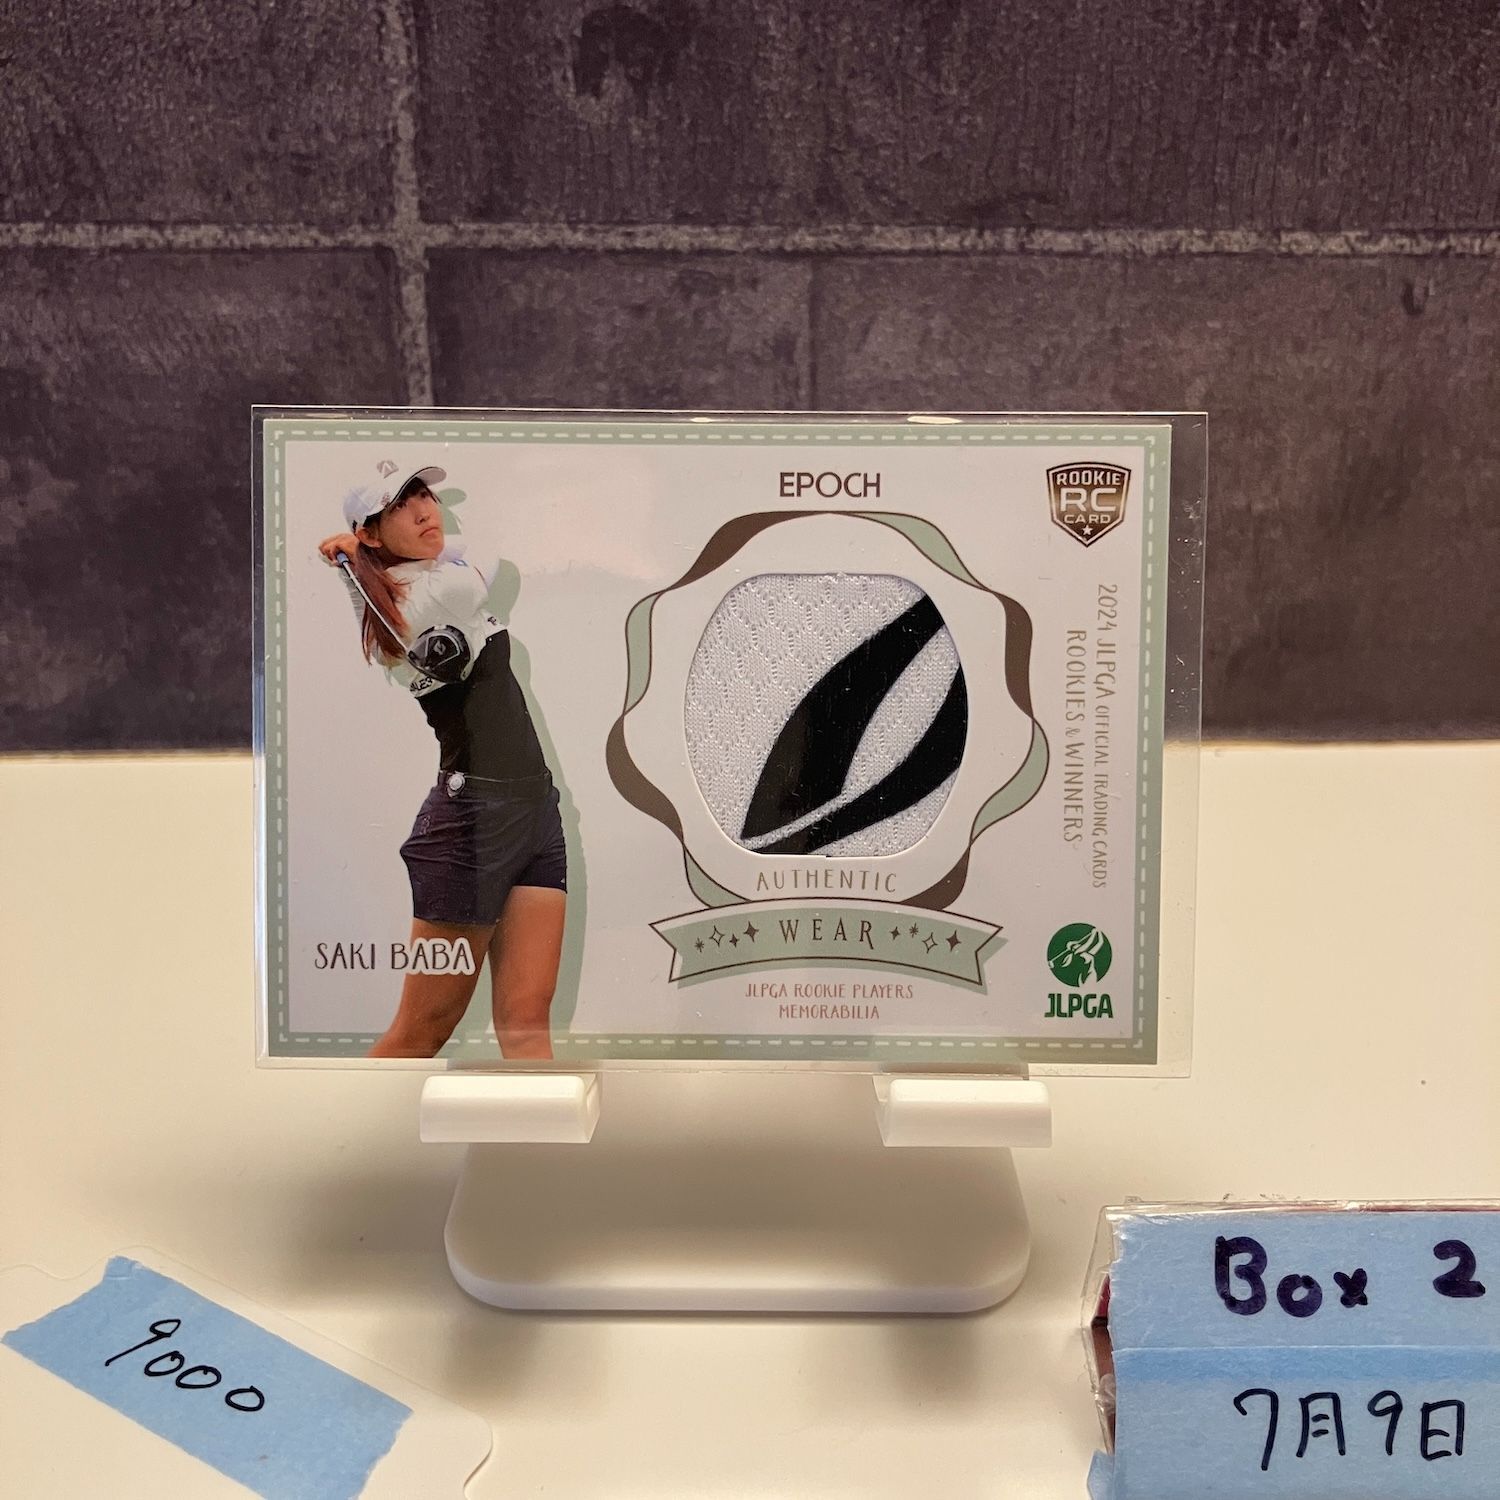 EPOCH
ROOKIE
RC
CARD
2024 JLPGA OFFICIAL TRADING CARDS
ROOKIES & WINNERS
AUTHENTIC
WEAR
JLPGA ROOKIE PLAYERS
MEMORABILIA
SAKI BABA
JLPGA
9000
Box 2
7月9日